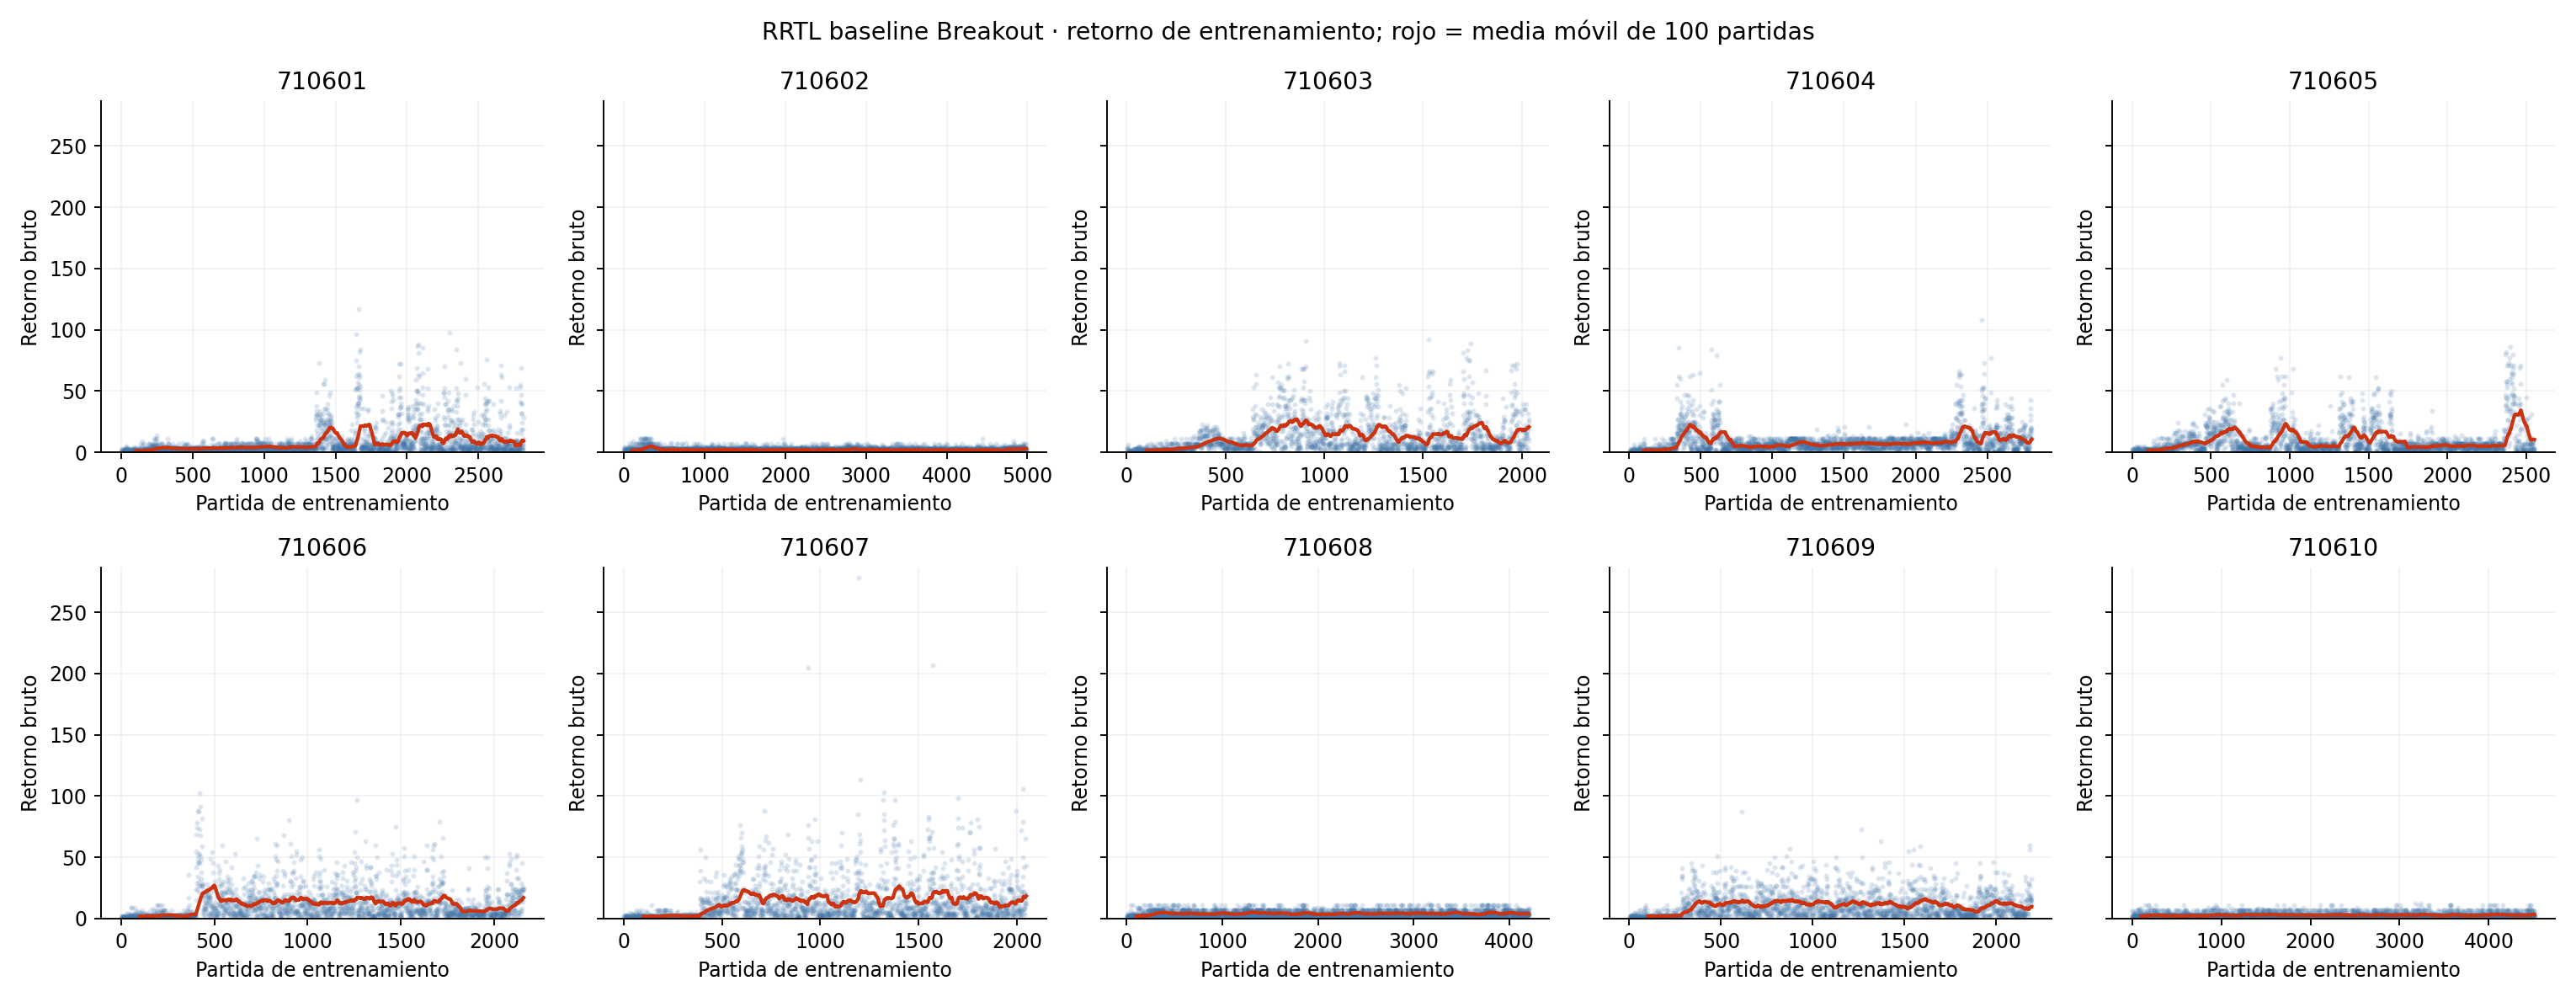 RRTL baseline Breakout · retorno de entrenamiento; rojo = media móvil de 100 partidas
710601
710602
710603
710604
710605
250
200
150
100
50
0
Retorno bruto
Retorno bruto
Retorno bruto
Retorno bruto
Retorno bruto
0 500 1000 1500 2000 2500
0 1000 2000 3000 4000 5000
0 500 1000 1500 2000
0 500 1000 1500 2000 2500
0 500 1000 1500 2000 2500
Partida de entrenamiento
Partida de entrenamiento
Partida de entrenamiento
Partida de entrenamiento
Partida de entrenamiento
710606
710607
710608
710609
710610
250
200
150
100
50
0
Retorno bruto
Retorno bruto
Retorno bruto
Retorno bruto
Retorno bruto
0 500 1000 1500 2000
0 500 1000 1500 2000
0 1000 2000 3000 4000
0 500 1000 1500 2000
0 1000 2000 3000 4000
Partida de entrenamiento
Partida de entrenamiento
Partida de entrenamiento
Partida de entrenamiento
Partida de entrenamiento